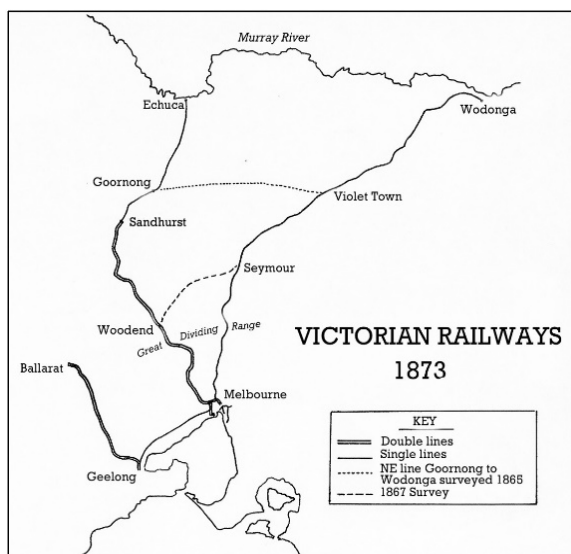 Murray River
Echuca
Wodonga
Goornong
Violet Town
Sandhurst
Seymour
Woodend
Great Dividing Range
VICTORIAN RAILWAYS
1873
Ballarat
Melbourne
Geelong
KEY
Double lines
Single lines
NE line Goornong to
Wodonga surveyed 1865
1867 Survey